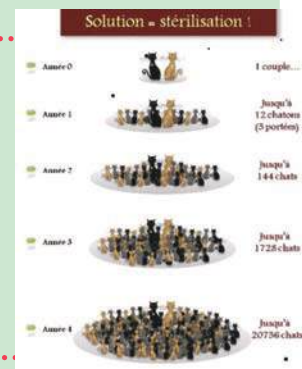 Solution = stérilisation !
Année 0
1 couple...
Année 1
Jusqu'à
12 chatons
(3 portées)
Année 2
Jusqu'à
144 chats
Année 3
Jusqu'à
1728 chats
Année 4
Jusqu'à
20736 chats